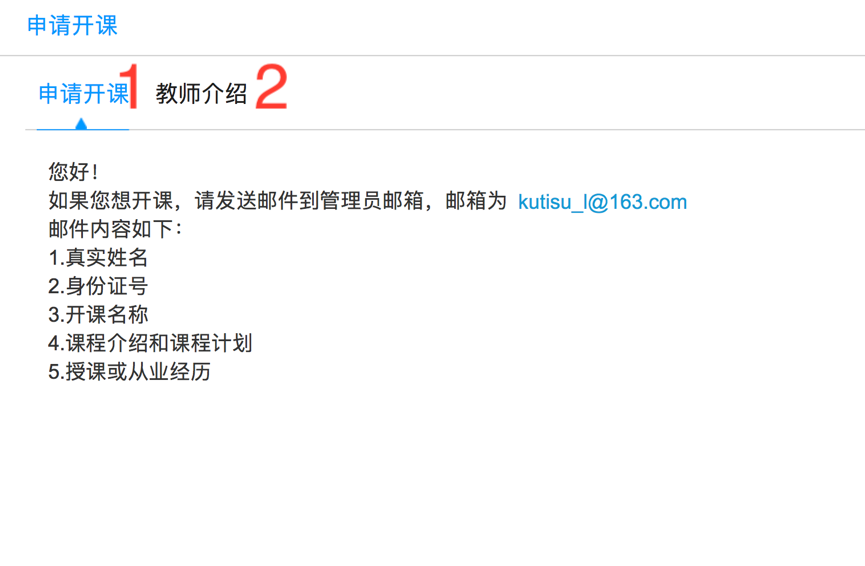 申请开课
申请开课1 教师介绍2
您好！
如果您想开课，请发送邮件到管理员邮箱，邮箱为 kutisu_l@163.com
邮件内容如下：
1.真实姓名
2.身份证号
3.开课名称
4.课程介绍和课程计划
5.授课或从业经历